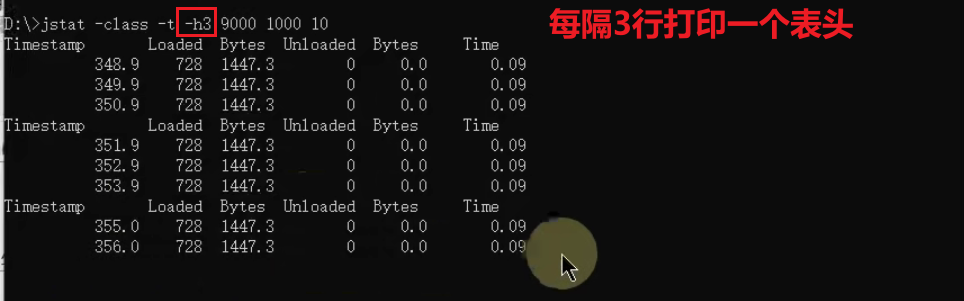 D:\>jstat -class -t -h3 9000 1000 10
每隔3行打印一个表头
Timestamp Loaded Bytes Unloaded Bytes Time
348.9 728 1447.3 0 0.0 0.09
349.9 728 1447.3 0 0.0 0.09
350.9 728 1447.3 0 0.0 0.09
Timestamp Loaded Bytes Unloaded Bytes Time
351.9 728 1447.3 0 0.0 0.09
352.9 728 1447.3 0 0.0 0.09
353.9 728 1447.3 0 0.0 0.09
Timestamp Loaded Bytes Unloaded Bytes Time
355.0 728 1447.3 0 0.0 0.09
356.0 728 1447.3 0 0.0 0.09